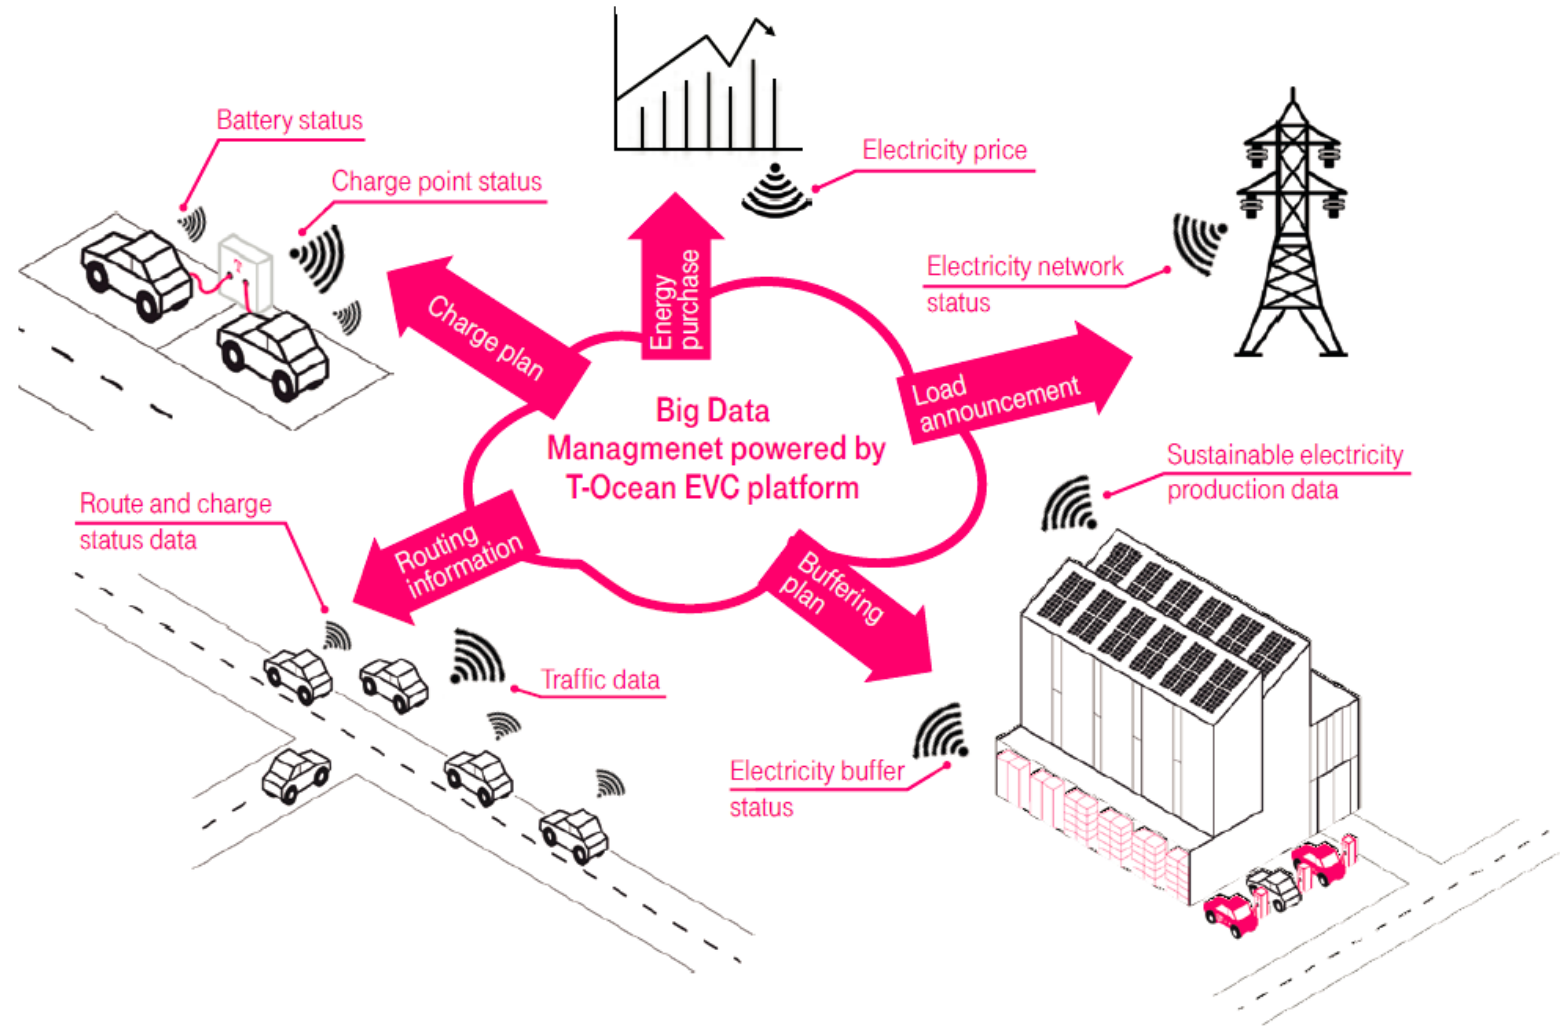 Battery status
Charge point status
Electricity price
Electricity network
status
Charge plan
Energy
purchase
Load
announcement
Big Data
Managmenet powered by
T-Ocean EVC platform
Sustainable electricity
production data
Route and charge
status data
Routing
information
Buffering
plan
Traffic data
Electricity buffer
status
T